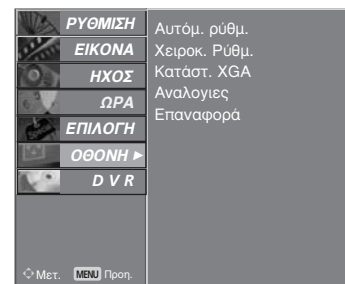 ΡΥΘΜΙΣΗ
ΕΙΚΟΝΑ
ΗΧΟΣ
ΩΡΑ
ΕΠΙΛΟΓΗ
ΟΘΟΝΗ ►
D V R
Αυτόμ. ρύθμ.
Χειροκ. Ρύθμ.
Κατάστ. XGA
Αναλογιες
Επαναφορά
Μετ. MENU Προη.